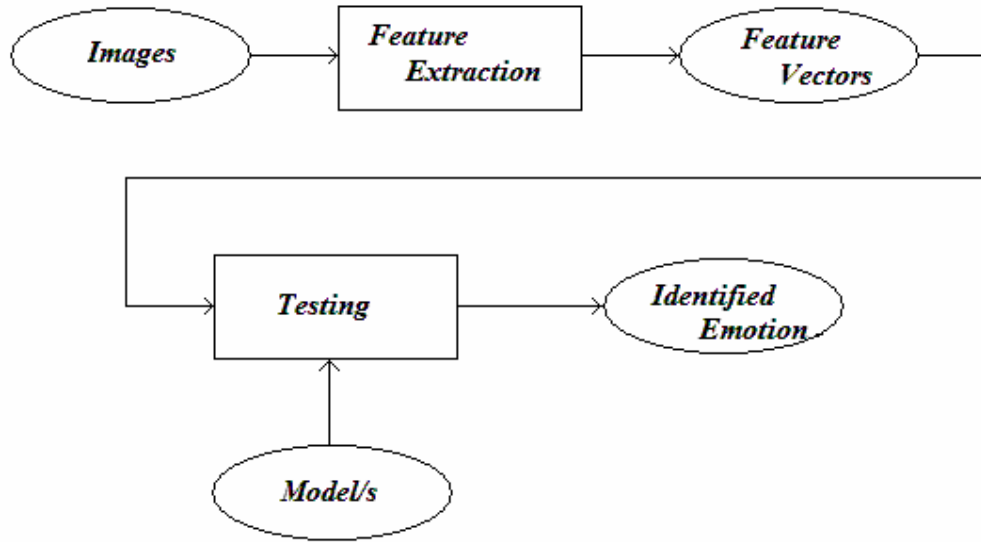 Images
Feature
Extraction
Feature
Vectors
Testing
Identified
Emotion
Model/s